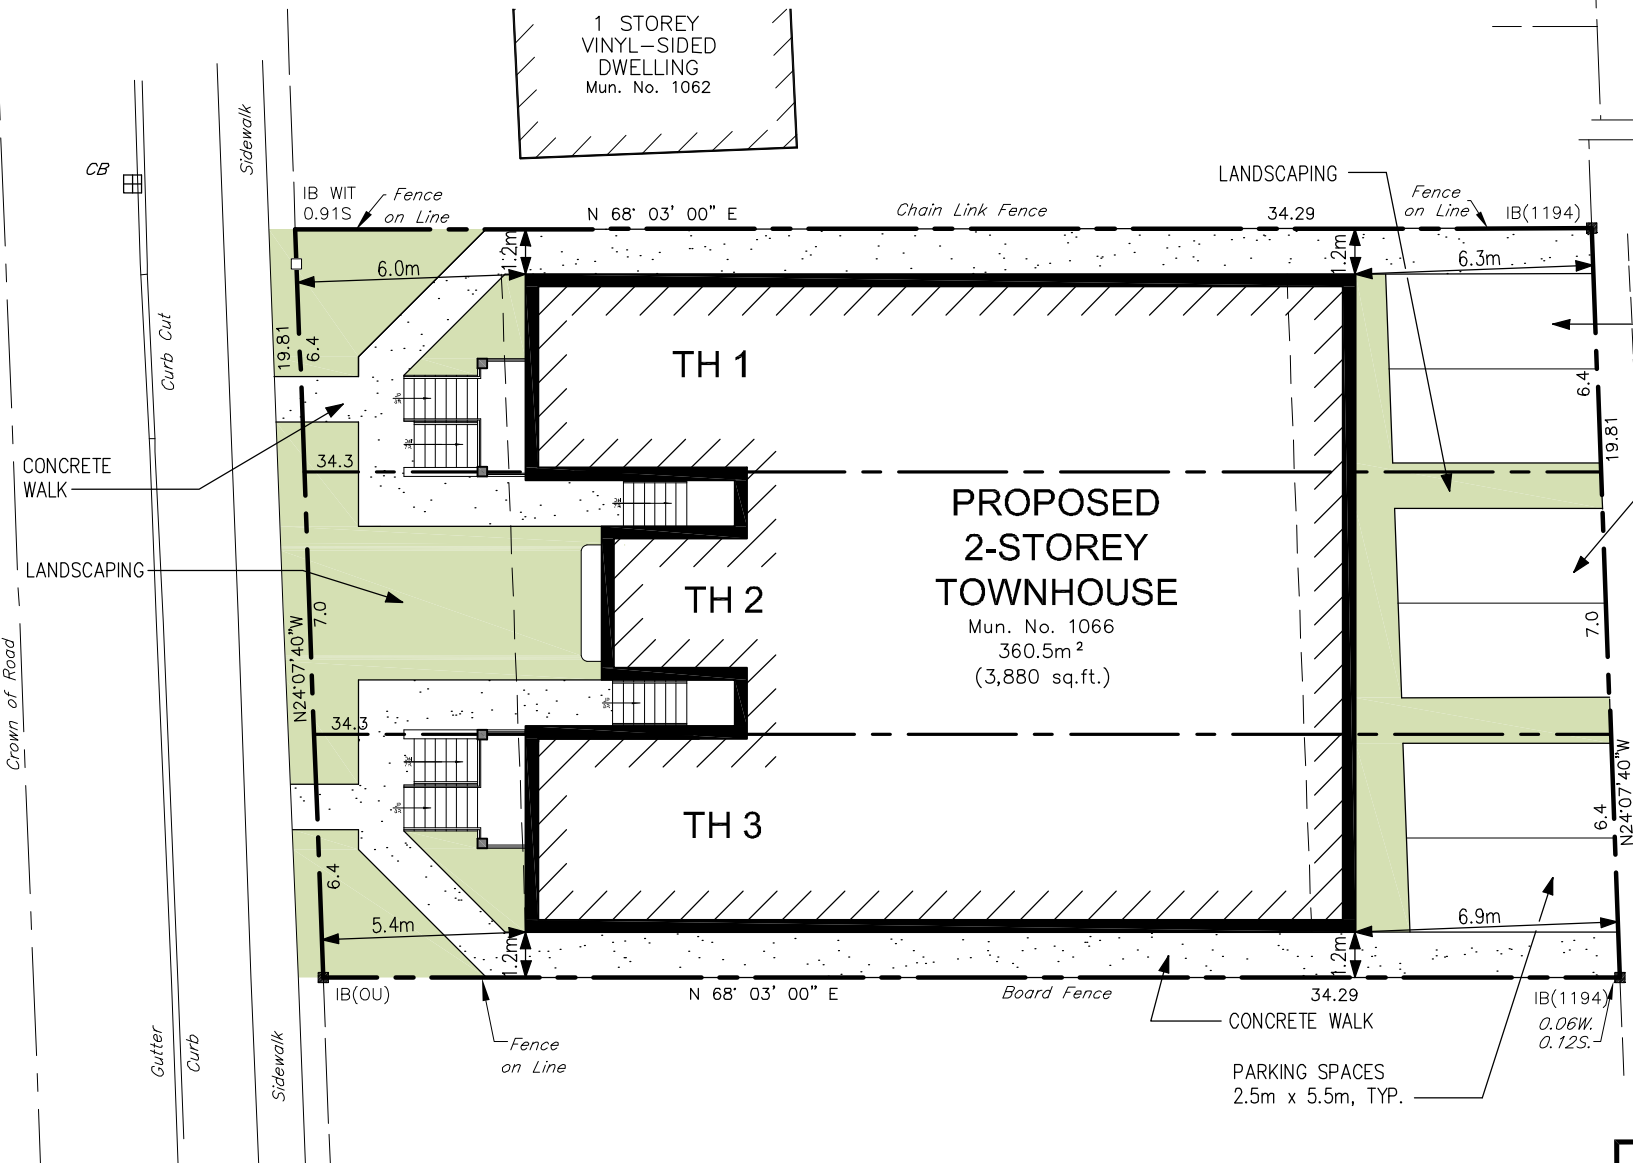 1 STOREY
VINYL-SIDED
DWELLING
Mun. No. 1062
CB
Sidewalk
IB WIT
0.91S
Fence
on Line
N 68° 03' 00" E
Chain Link Fence
34.29
LANDSCAPING
Fence
on Line
IB(1194)
6.0m
1.2m
1.2m
6.3m
19.81
6.4
Curb Cut
TH 1
6.4
19.81
CONCRETE
WALK
34.3
PROPOSED
2-STOREY
TOWNHOUSE
Mun. No. 1066
360.5m²
(3,880 sq.ft.)
LANDSCAPING
TH 2
7.0
7.0
N24°07'40"W
Crown of Road
34.3
TH 3
6.4
N24°07'40"W
6.4
5.4m
1.2m
1.2m
6.9m
IB(OU)
N 68° 03' 00" E
Board Fence
34.29
IB(1194)
0.06W.
0.12S.
CONCRETE WALK
Gutter
Curb
Sidewalk
Fence
on Line
PARKING SPACES
2.5m x 5.5m, TYP.